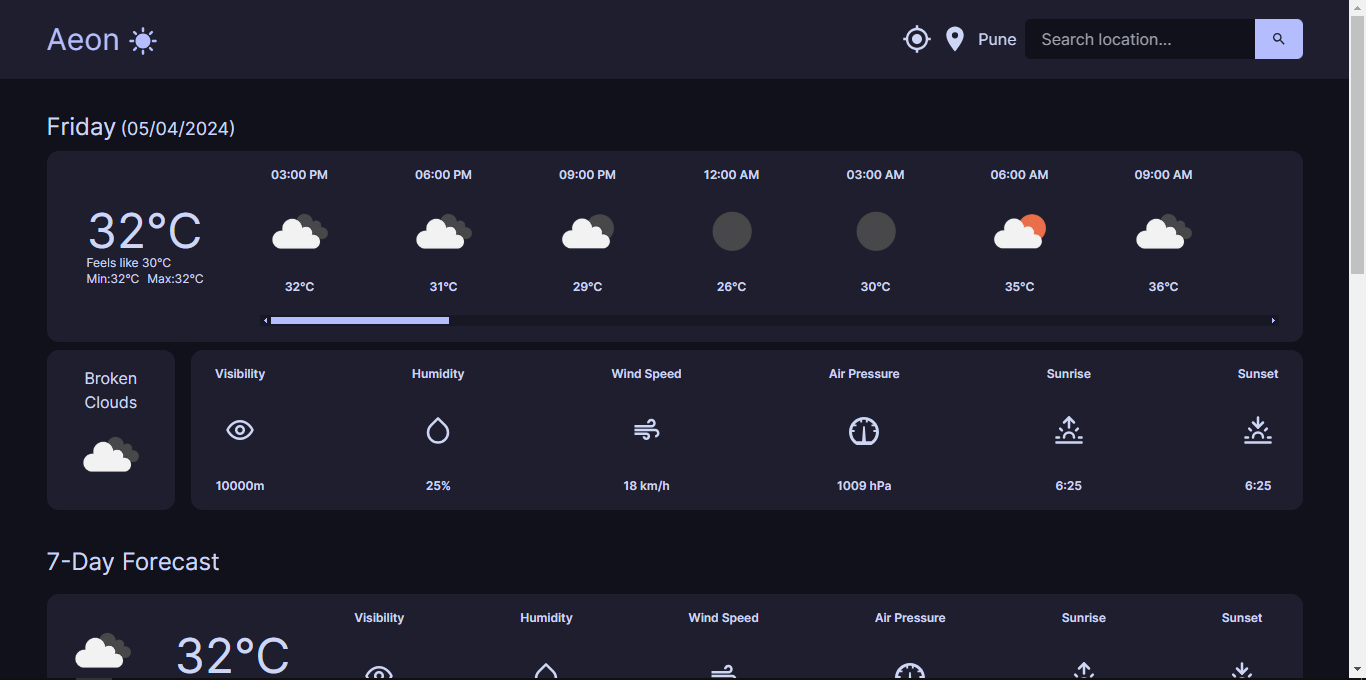 Aeon
Pune
Search location...
Friday (05/04/2024)
03:00 PM 06:00 PM 09:00 PM 12:00 AM 03:00 AM 06:00 AM 09:00 AM
32°C
Feels like 30°C
Min:32°C Max:32°C
32°C 31°C 29°C 26°C 30°C 35°C 36°C
Broken
Clouds
Visibility Humidity Wind Speed Air Pressure Sunrise Sunset
10000m 25% 18 km/h 1009 hPa 6:25 6:25
7-Day Forecast
Visibility Humidity Wind Speed Air Pressure Sunrise Sunset
32°C